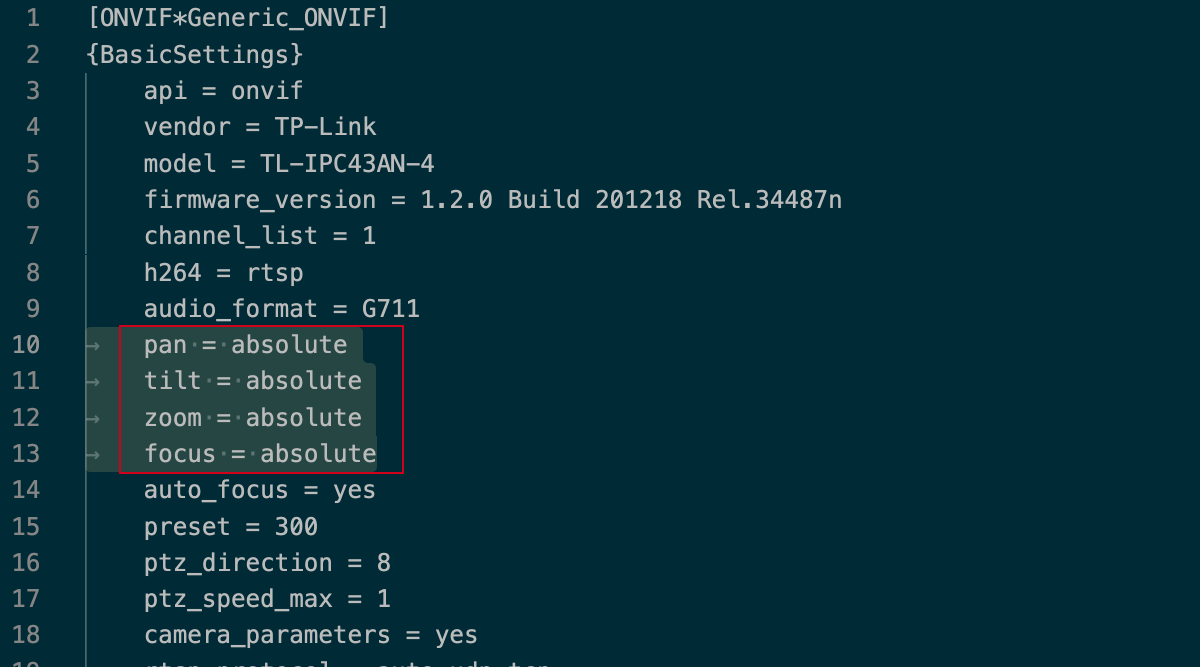 1 [ONVIF*Generic_ONVIF]
2 {BasicSettings}
3 api = onvif
4 vendor = TP-Link
5 model = TL-IPC43AN-4
6 firmware_version = 1.2.0 Build 201218 Rel.34487n
7 channel_list = 1
8 h264 = rtsp
9 audio_format = G711
10 → pan·=·absolute
11 → tilt·=·absolute
12 → zoom·=·absolute
13 → focus·=·absolute
14 auto_focus = yes
15 preset = 300
16 ptz_direction = 8
17 ptz_speed_max = 1
18 camera_parameters = yes